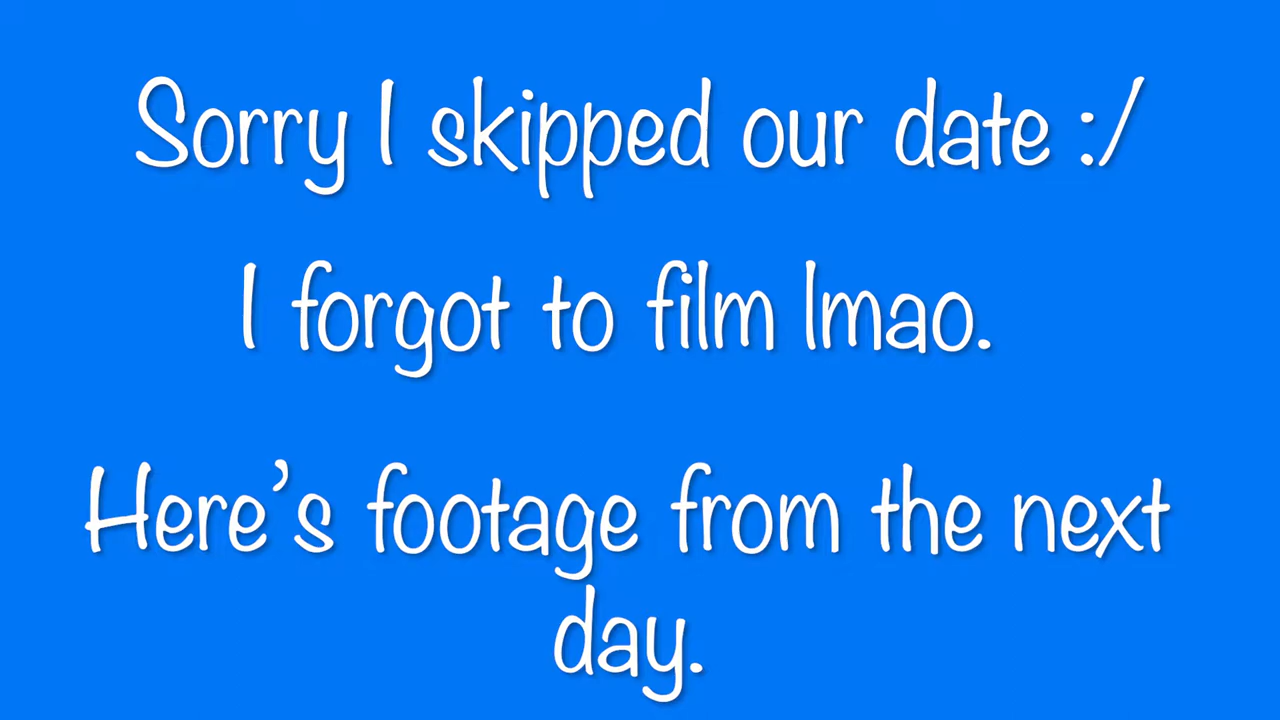 Sorry I skipped our date :/
I forgot to film lmao.
Here’s footage from the next
day.